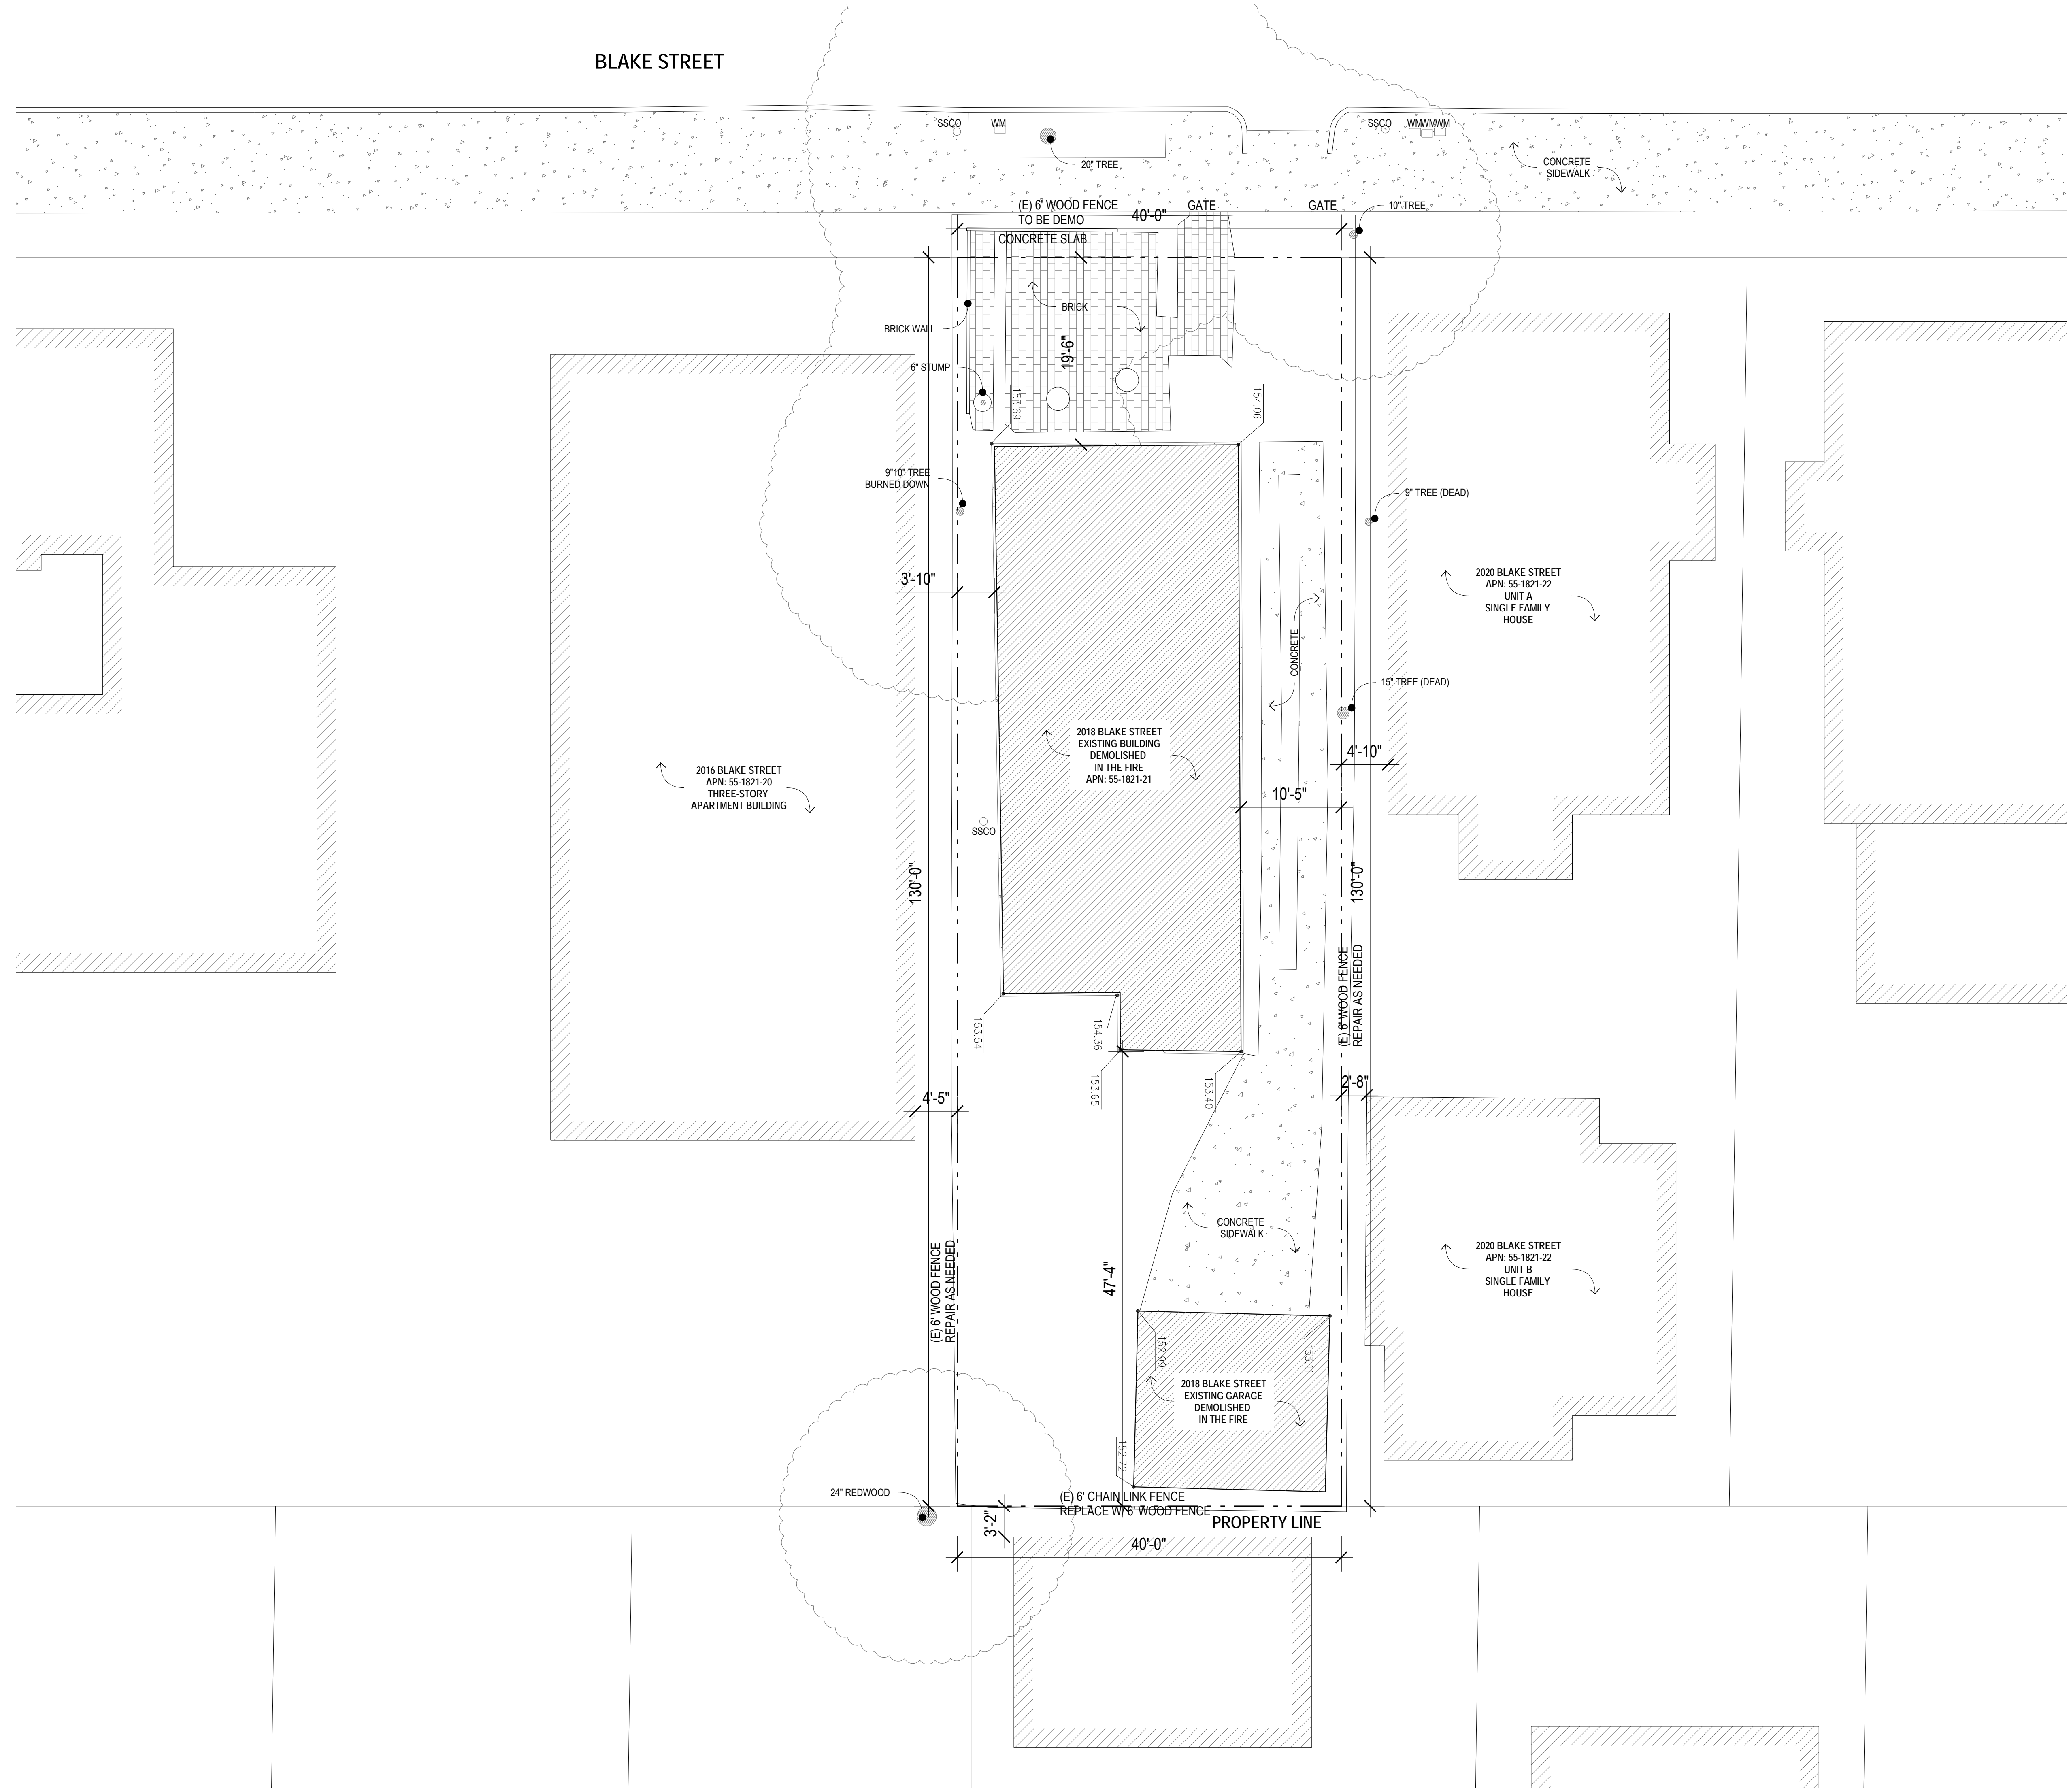 BLAKE STREET
SSCO
WM
20" TREE
SSCO
WM WM WM
CONCRETE
SIDEWALK
(E) 6' WOOD FENCE
TO BE DEMO
40'-0"
GATE
GATE
10" TREE
CONCRETE SLAB
BRICK
BRICK WALL
19'-6"
6" STUMP
153.69
154.06
9"10" TREE
BURNED DOWN
9" TREE (DEAD)
3'-10"
2020 BLAKE STREET
APN: 55-1821-22
UNIT A
SINGLE FAMILY
HOUSE
CONCRETE
15" TREE (DEAD)
2018 BLAKE STREET
EXISTING BUILDING
DEMOLISHED
IN THE FIRE
APN: 55-1821-21
4'-10"
2016 BLAKE STREET
APN: 55-1821-20
THREE-STORY
APARTMENT BUILDING
10'-5"
SSCO
130'-0"
130'-0"
(E) 6' WOOD FENCE
REPAIR AS NEEDED
153.54
154.36
153.65
153.40
2'-8"
4'-5"
CONCRETE
SIDEWALK
(E) 6' WOOD FENCE
REPAIR AS NEEDED
47'-4"
2020 BLAKE STREET
APN: 55-1821-22
UNIT B
SINGLE FAMILY
HOUSE
152.99
153.11
2018 BLAKE STREET
EXISTING GARAGE
DEMOLISHED
IN THE FIRE
152.72
24" REDWOOD
(E) 6' CHAIN LINK FENCE
REPLACE W/ 6' WOOD FENCE
PROPERTY LINE
3'-2"
40'-0"